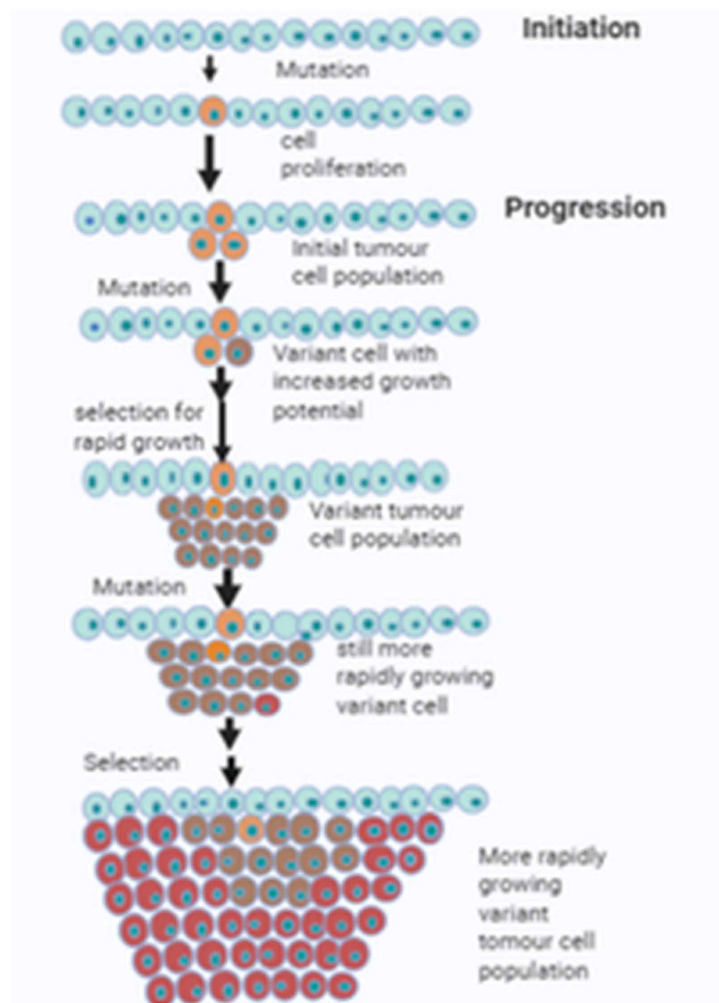 Initiation
Mutation
cell
proliferation
Progression
Initial tumour
cell population
Mutation
Variant cell with
increased growth
potential
selection for
rapid growth
Variant tumour
cell population
Mutation
still more
rapidly growing
variant cell
Selection
More rapidly
growing
variant
tomour cell
population